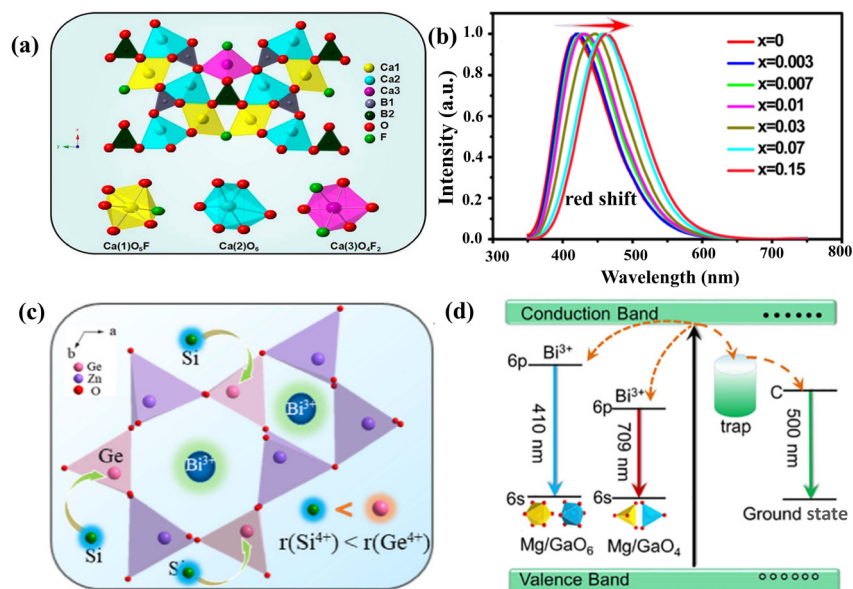 (a)
Ca1
Ca2
Ca3
B1
B2
O
F
Ca(1)O₅F
Ca(2)O₆
Ca(3)O₄F₂
(b)
Intensity (a.u.)
1.0
0.8
0.6
0.4
0.2
0.0
x=0
x=0.003
x=0.007
x=0.01
x=0.03
x=0.07
x=0.15
red shift
300
400
500
600
700
800
Wavelength (nm)
(c)
a
b
Ge
Zn
O
Si
Bi³⁺
Bi³⁺
Ge
Si
Si
<
r(Si⁴⁺) < r(Ge⁴⁺)
(d)
Conduction Band
6p
Bi³⁺
410 nm
6s
Mg/GaO₆
Bi³⁺
6p
709 nm
6s
Mg/GaO₄
trap
C
500 nm
Ground state
Valence Band